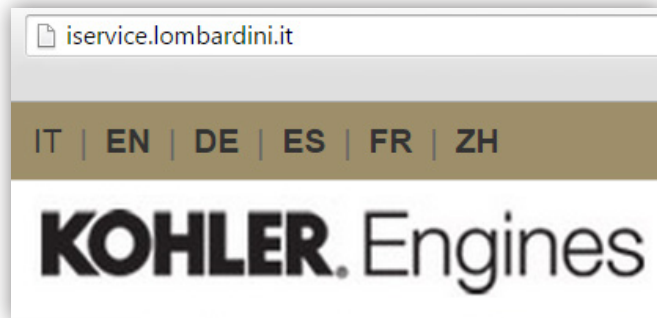 iservice.lombardini.it
IT | EN | DE | ES | FR | ZH
KOHLER. Engines